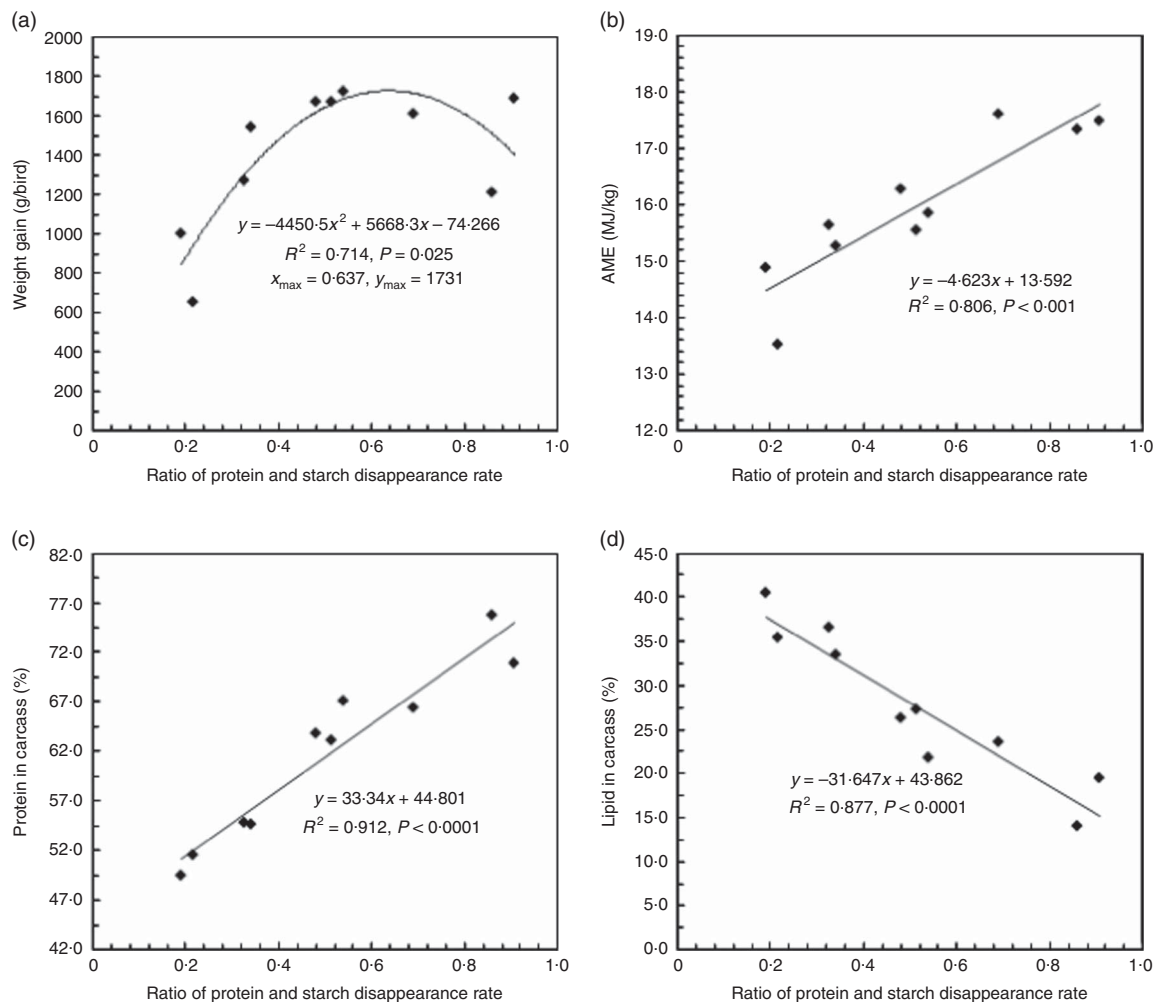 (a)
2000
1800
1600
1400
1200
1000
800
600
400
200
0
Weight gain (g/bird)
y = –4450·5x² + 5668·3x – 74·266
R² = 0·714, P = 0·025
xmax = 0·637, ymax = 1731
0 0·2 0·4 0·6 0·8 1·0
Ratio of protein and starch disappearance rate
(b)
19·0
18·0
17·0
16·0
15·0
14·0
13·0
12·0
AME (MJ/kg)
y = –4·623x + 13·592
R² = 0·806, P < 0·001
0 0·2 0·4 0·6 0·8 1·0
Ratio of protein and starch disappearance rate
(c)
82·0
77·0
72·0
67·0
62·0
57·0
52·0
47·0
42·0
Protein in carcass (%)
y = 33·34x + 44·801
R² = 0·912, P < 0·0001
0 0·2 0·4 0·6 0·8 1·0
Ratio of protein and starch disappearance rate
(d)
45·0
40·0
35·0
30·0
25·0
20·0
15·0
10·0
5·0
0·0
Lipid in carcass (%)
y = –31·647x + 43·862
R² = 0·877, P < 0·0001
0 0·2 0·4 0·6 0·8 1·0
Ratio of protein and starch disappearance rate